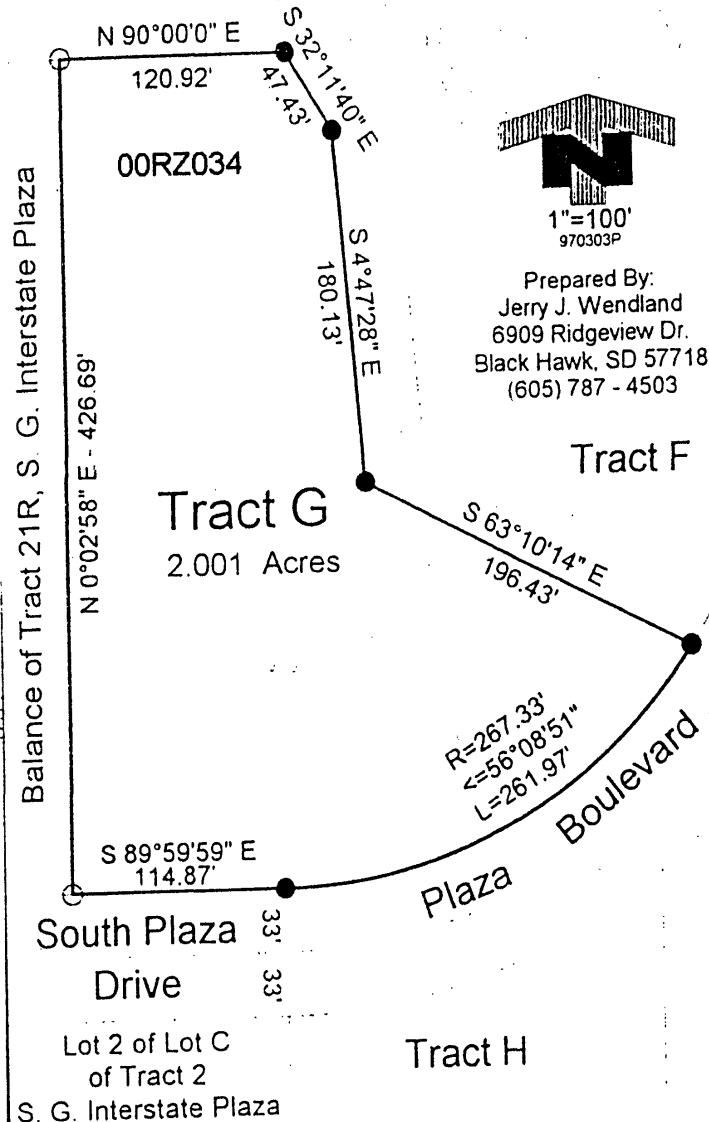 N 90°00'0" E
120.92'
S 32°11'40" E
47.43'
00RZ034
N
1"=100'
970303P
Prepared By:
Jerry J. Wendland
6909 Ridgeview Dr.
Black Hawk, SD 57718
(605) 787 - 4503
S 4°47'28" E
180.13'
Balance of Tract 21R, S. G. Interstate Plaza
N 0°02'58" E - 426.69'
Tract F
Tract G
2.001 Acres
S 63°10'14" E
196.43'
R=267.33'
<=56°08'51"
L=261.97'
Plaza Boulevard
S 89°59'59" E
114.87'
South Plaza
Drive
33'
33'
Lot 2 of Lot C
of Tract 2
S. G. Interstate Plaza
Tract H